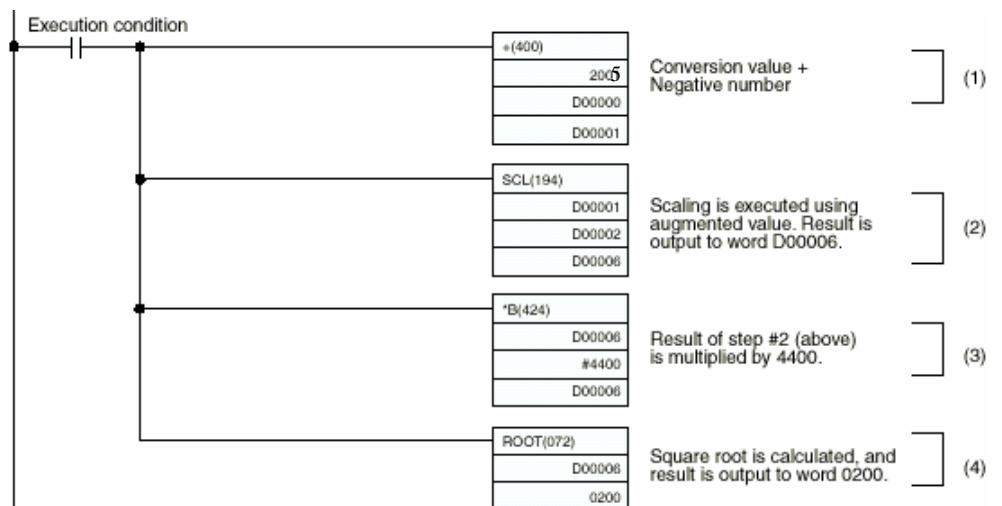 Execution condition
+(400)
2005
D00000
D00001
Conversion value +
Negative number
(1)
SCL(194)
D00001
D00002
D00006
Scaling is executed using
augmented value. Result is
output to word D00006.
(2)
*B(424)
D00006
#4400
D00006
Result of step #2 (above)
is multiplied by 4400.
(3)
ROOT(072)
D00006
0200
Square root is calculated, and
result is output to word 0200.
(4)